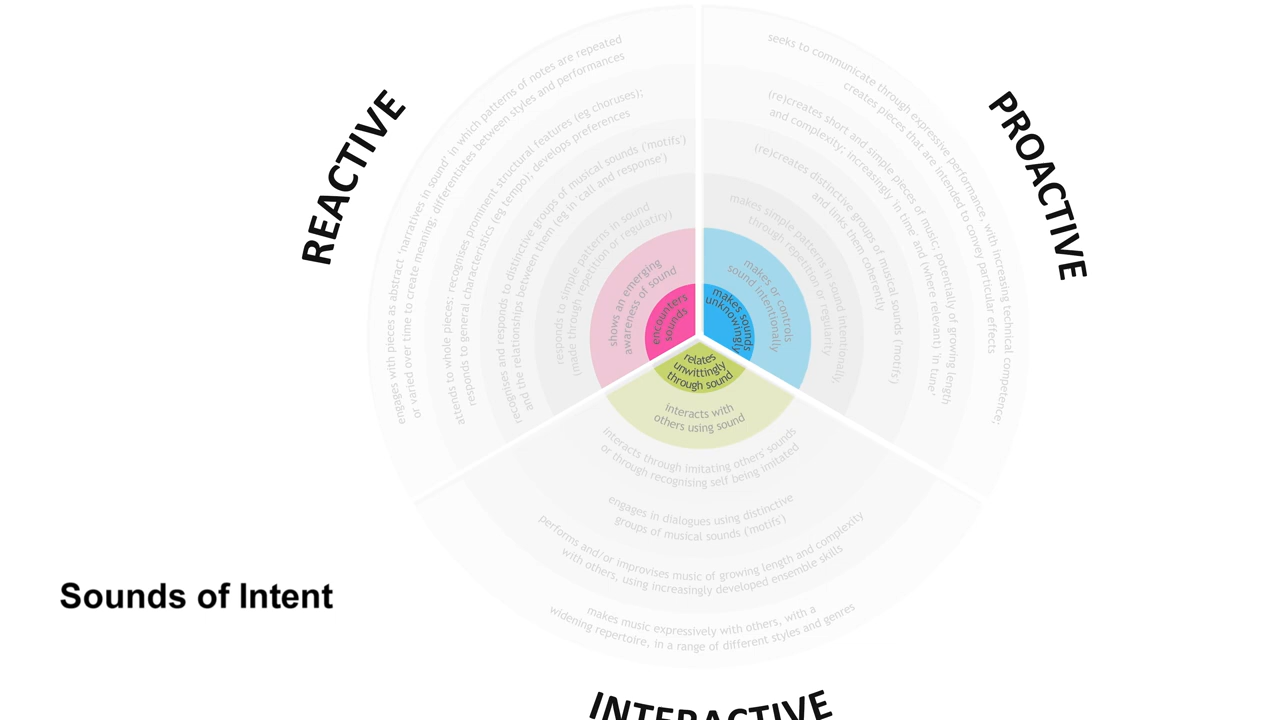 REACTIVE
engages with pieces as abstract 'narratives in sound' in which patterns of notes are repeated
or varied over time to create meaning; differentiates between styles and performances
attends to whole pieces; recognises prominent structural features (eg choruses);
responds to general characteristics (eg tempo); develops preferences
recognises and responds to distinctive groups of musical sounds ('motifs')
and the relationships between them (eg in 'call and response')
responds to simple patterns in sound
(made through repetition or regularity)
shows an emerging
awareness of sound
encounters
sounds
PROACTIVE
seeks to communicate through expressive performance, with increasing technical competence;
creates pieces that are intended to convey particular effects
(re)creates short and simple pieces of music; potentially of growing length
and complexity; increasingly 'in time' and (where relevant) 'in tune'
(re)creates distinctive groups of musical sounds ('motifs')
and links them coherently
makes simple patterns in sound intentionally,
through repetition or regularity
makes or controls
sound intentionally
makes sounds
unknowingly
relates
unwittingly
through sound
interacts with
others using sound
interacts through imitating others' sounds
or through recognising self being imitated
engages in dialogues using distinctive
groups of musical sounds ('motifs')
performs and/or improvises music of growing length and complexity
with others, using increasingly developed ensemble skills
makes music expressively with others, with a
widening repertoire, in a range of different styles and genres
INTERACTIVE
Sounds of Intent